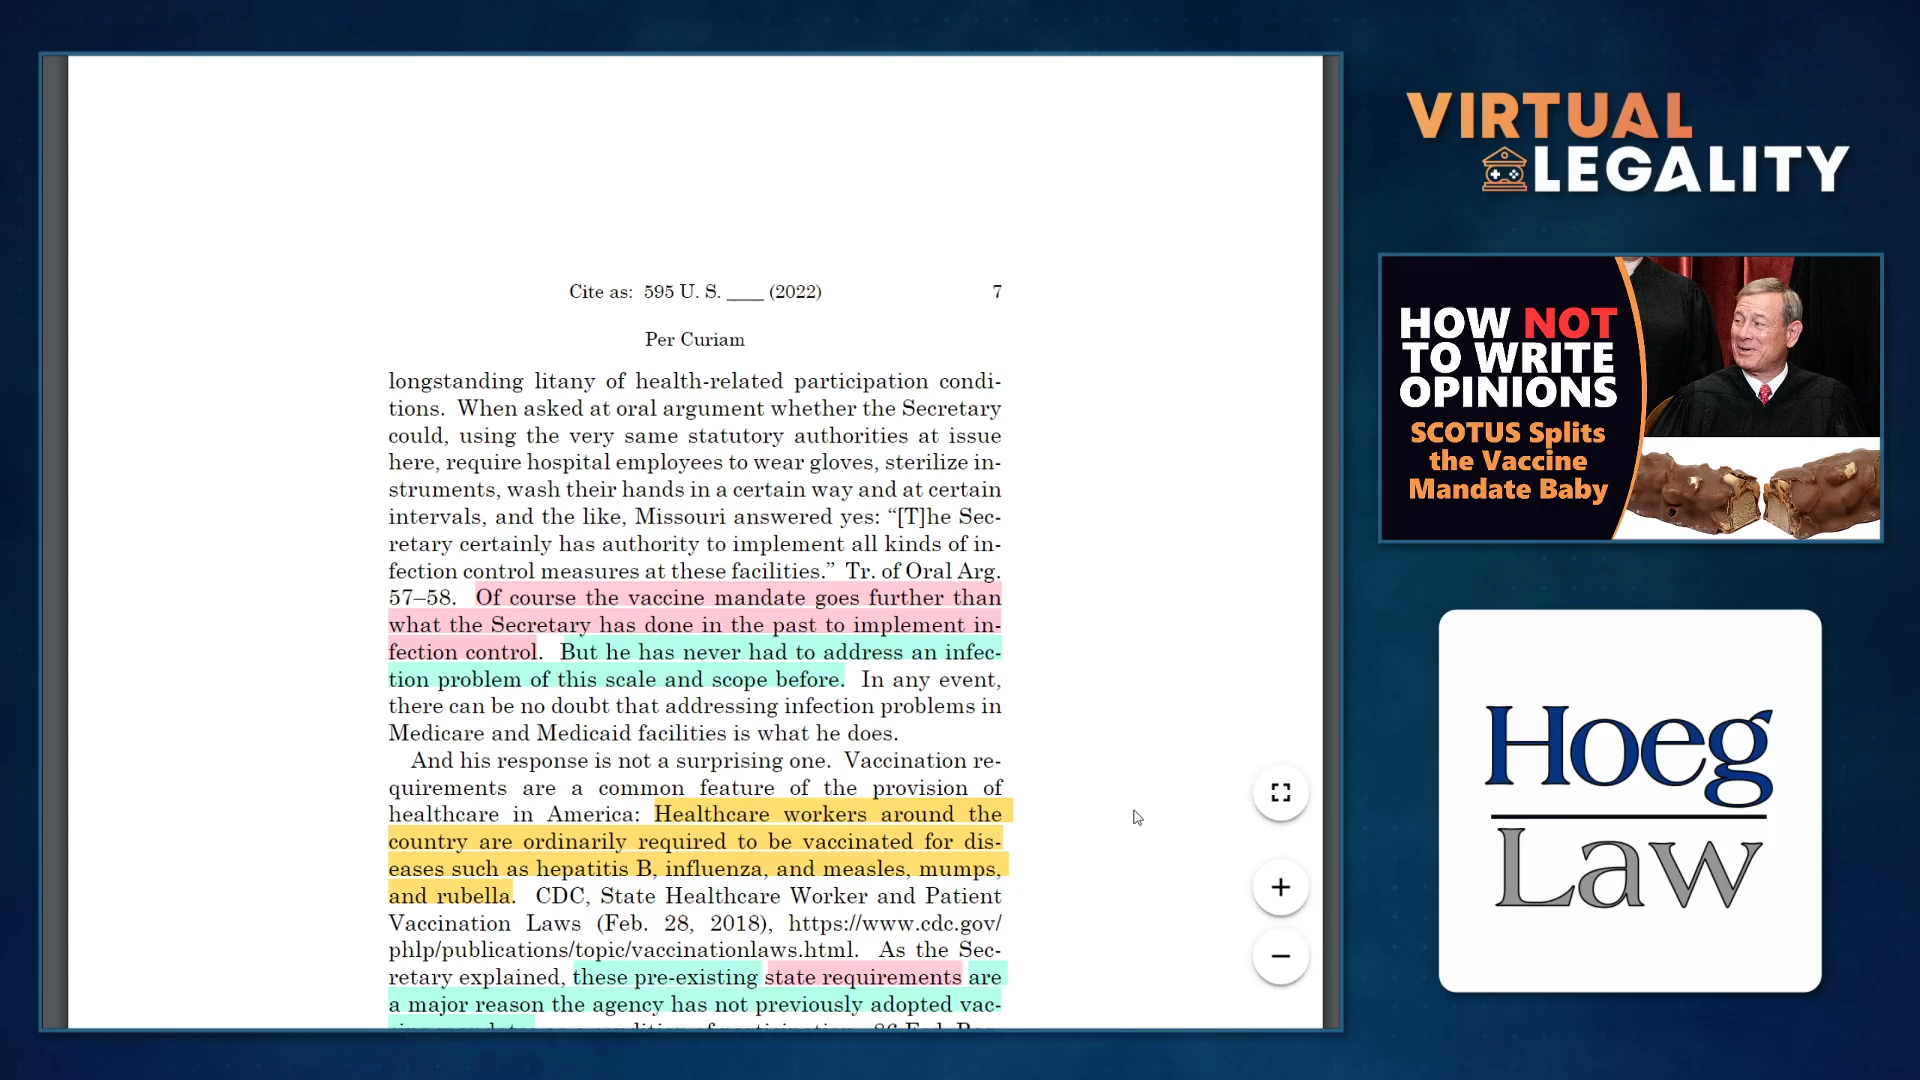 Cite as: 595 U. S. ____ (2022) 7
Per Curiam
longstanding litany of health-related participation condi-
tions. When asked at oral argument whether the Secretary
could, using the very same statutory authorities at issue
here, require hospital employees to wear gloves, sterilize in-
struments, wash their hands in a certain way and at certain
intervals, and the like, Missouri answered yes: “[T]he Sec-
retary certainly has authority to implement all kinds of in-
fection control measures at these facilities.” Tr. of Oral Arg.
57–58. Of course the vaccine mandate goes further than
what the Secretary has done in the past to implement in-
fection control. But he has never had to address an infec-
tion problem of this scale and scope before. In any event,
there can be no doubt that addressing infection problems in
Medicare and Medicaid facilities is what he does.
And his response is not a surprising one. Vaccination re-
quirements are a common feature of the provision of
healthcare in America: Healthcare workers around the
country are ordinarily required to be vaccinated for dis-
eases such as hepatitis B, influenza, and measles, mumps,
and rubella. CDC, State Healthcare Worker and Patient
Vaccination Laws (Feb. 28, 2018), https://www.cdc.gov/
phlp/publications/topic/vaccinationlaws.html. As the Sec-
retary explained, these pre-existing state requirements are
a major reason the agency has not previously adopted vac-
VIRTUAL
LEGALITY
HOW NOT
TO WRITE
OPINIONS
SCOTUS Splits
the Vaccine
Mandate Baby
Hoeg
Law